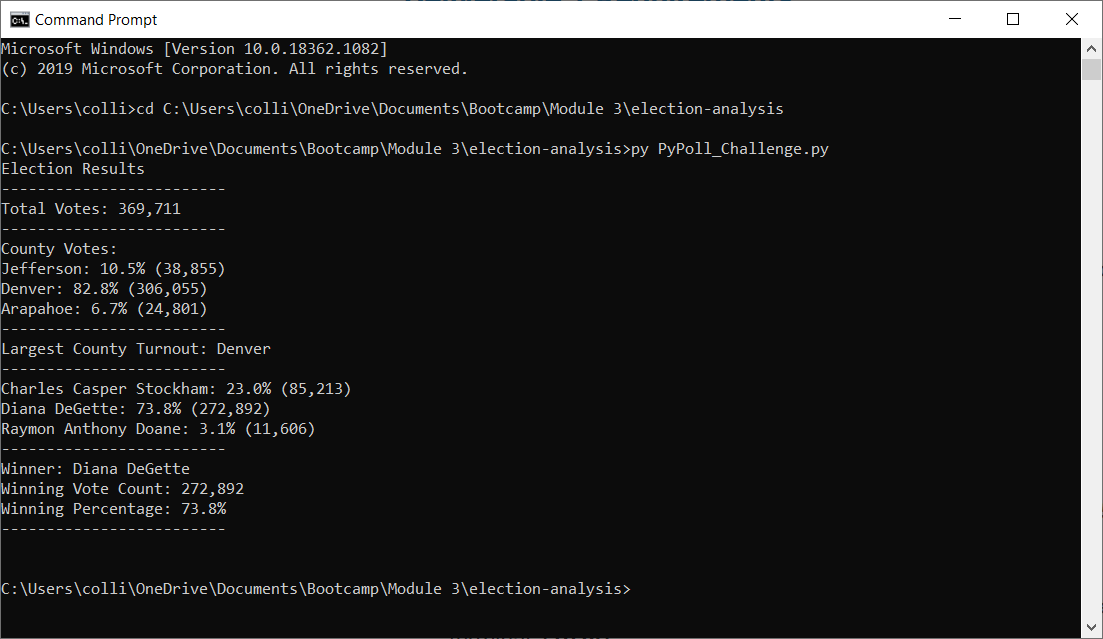 Command Prompt
Microsoft Windows [Version 10.0.18362.1082]
(c) 2019 Microsoft Corporation. All rights reserved.
C:\Users\colli>cd C:\Users\colli\OneDrive\Documents\Bootcamp\Module 3\election-analysis
C:\Users\colli\OneDrive\Documents\Bootcamp\Module 3\election-analysis>py PyPoll_Challenge.py
Election Results
-------------------------
Total Votes: 369,711
-------------------------
County Votes:
Jefferson: 10.5% (38,855)
Denver: 82.8% (306,055)
Arapahoe: 6.7% (24,801)
-------------------------
Largest County Turnout: Denver
-------------------------
Charles Casper Stockham: 23.0% (85,213)
Diana DeGette: 73.8% (272,892)
Raymon Anthony Doane: 3.1% (11,606)
-------------------------
Winner: Diana DeGette
Winning Vote Count: 272,892
Winning Percentage: 73.8%
-------------------------
C:\Users\colli\OneDrive\Documents\Bootcamp\Module 3\election-analysis>